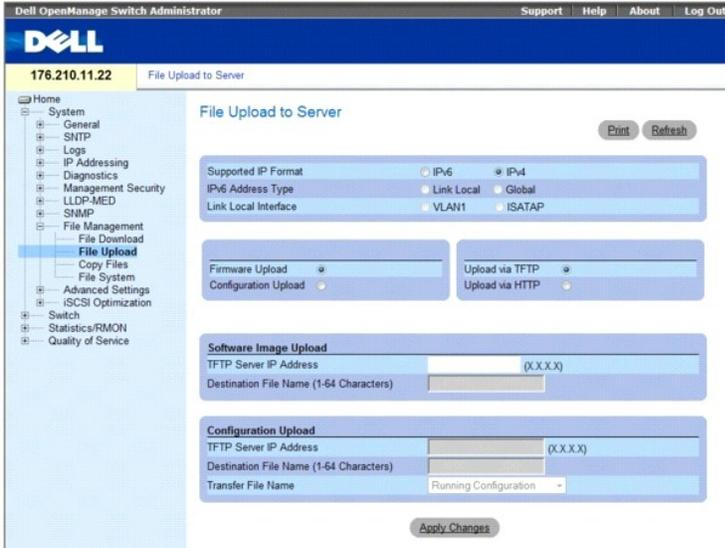 Dell OpenManage Switch Administrator Support Help About Log Out
DELL
176.210.11.22 File Upload to Server
Home
System
General
SNTP
Logs
IP Addressing
Diagnostics
Management Security
LLDP-MED
SNMP
File Management
File Download
File Upload
Copy Files
File System
Advanced Settings
iSCSI Optimization
Switch
Statistics/RMON
Quality of Service
File Upload to Server
Print Refresh
Supported IP Format IPv6 IPv4
IPv6 Address Type Link Local Global
Link Local Interface VLAN1 ISATAP
Firmware Upload
Configuration Upload
Upload via TFTP
Upload via HTTP
Software Image Upload
TFTP Server IP Address (X.X.X.X)
Destination File Name (1-64 Characters)
Configuration Upload
TFTP Server IP Address (X.X.X.X)
Destination File Name (1-64 Characters)
Transfer File Name Running Configuration
Apply Changes